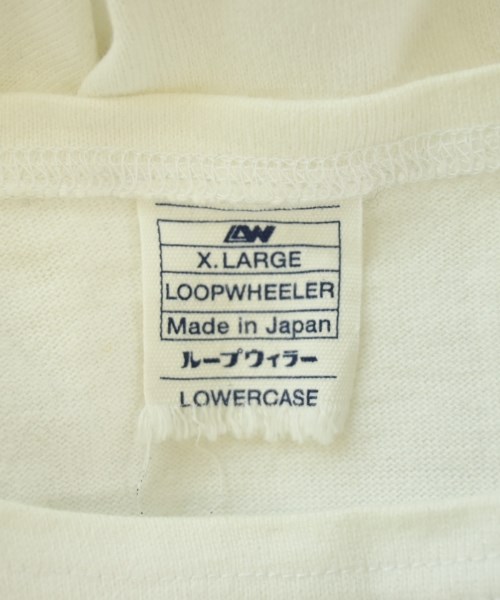 LW
X.LARGE
LOOPWHEELER
Made in Japan
ループウィラー
LOWERCASE